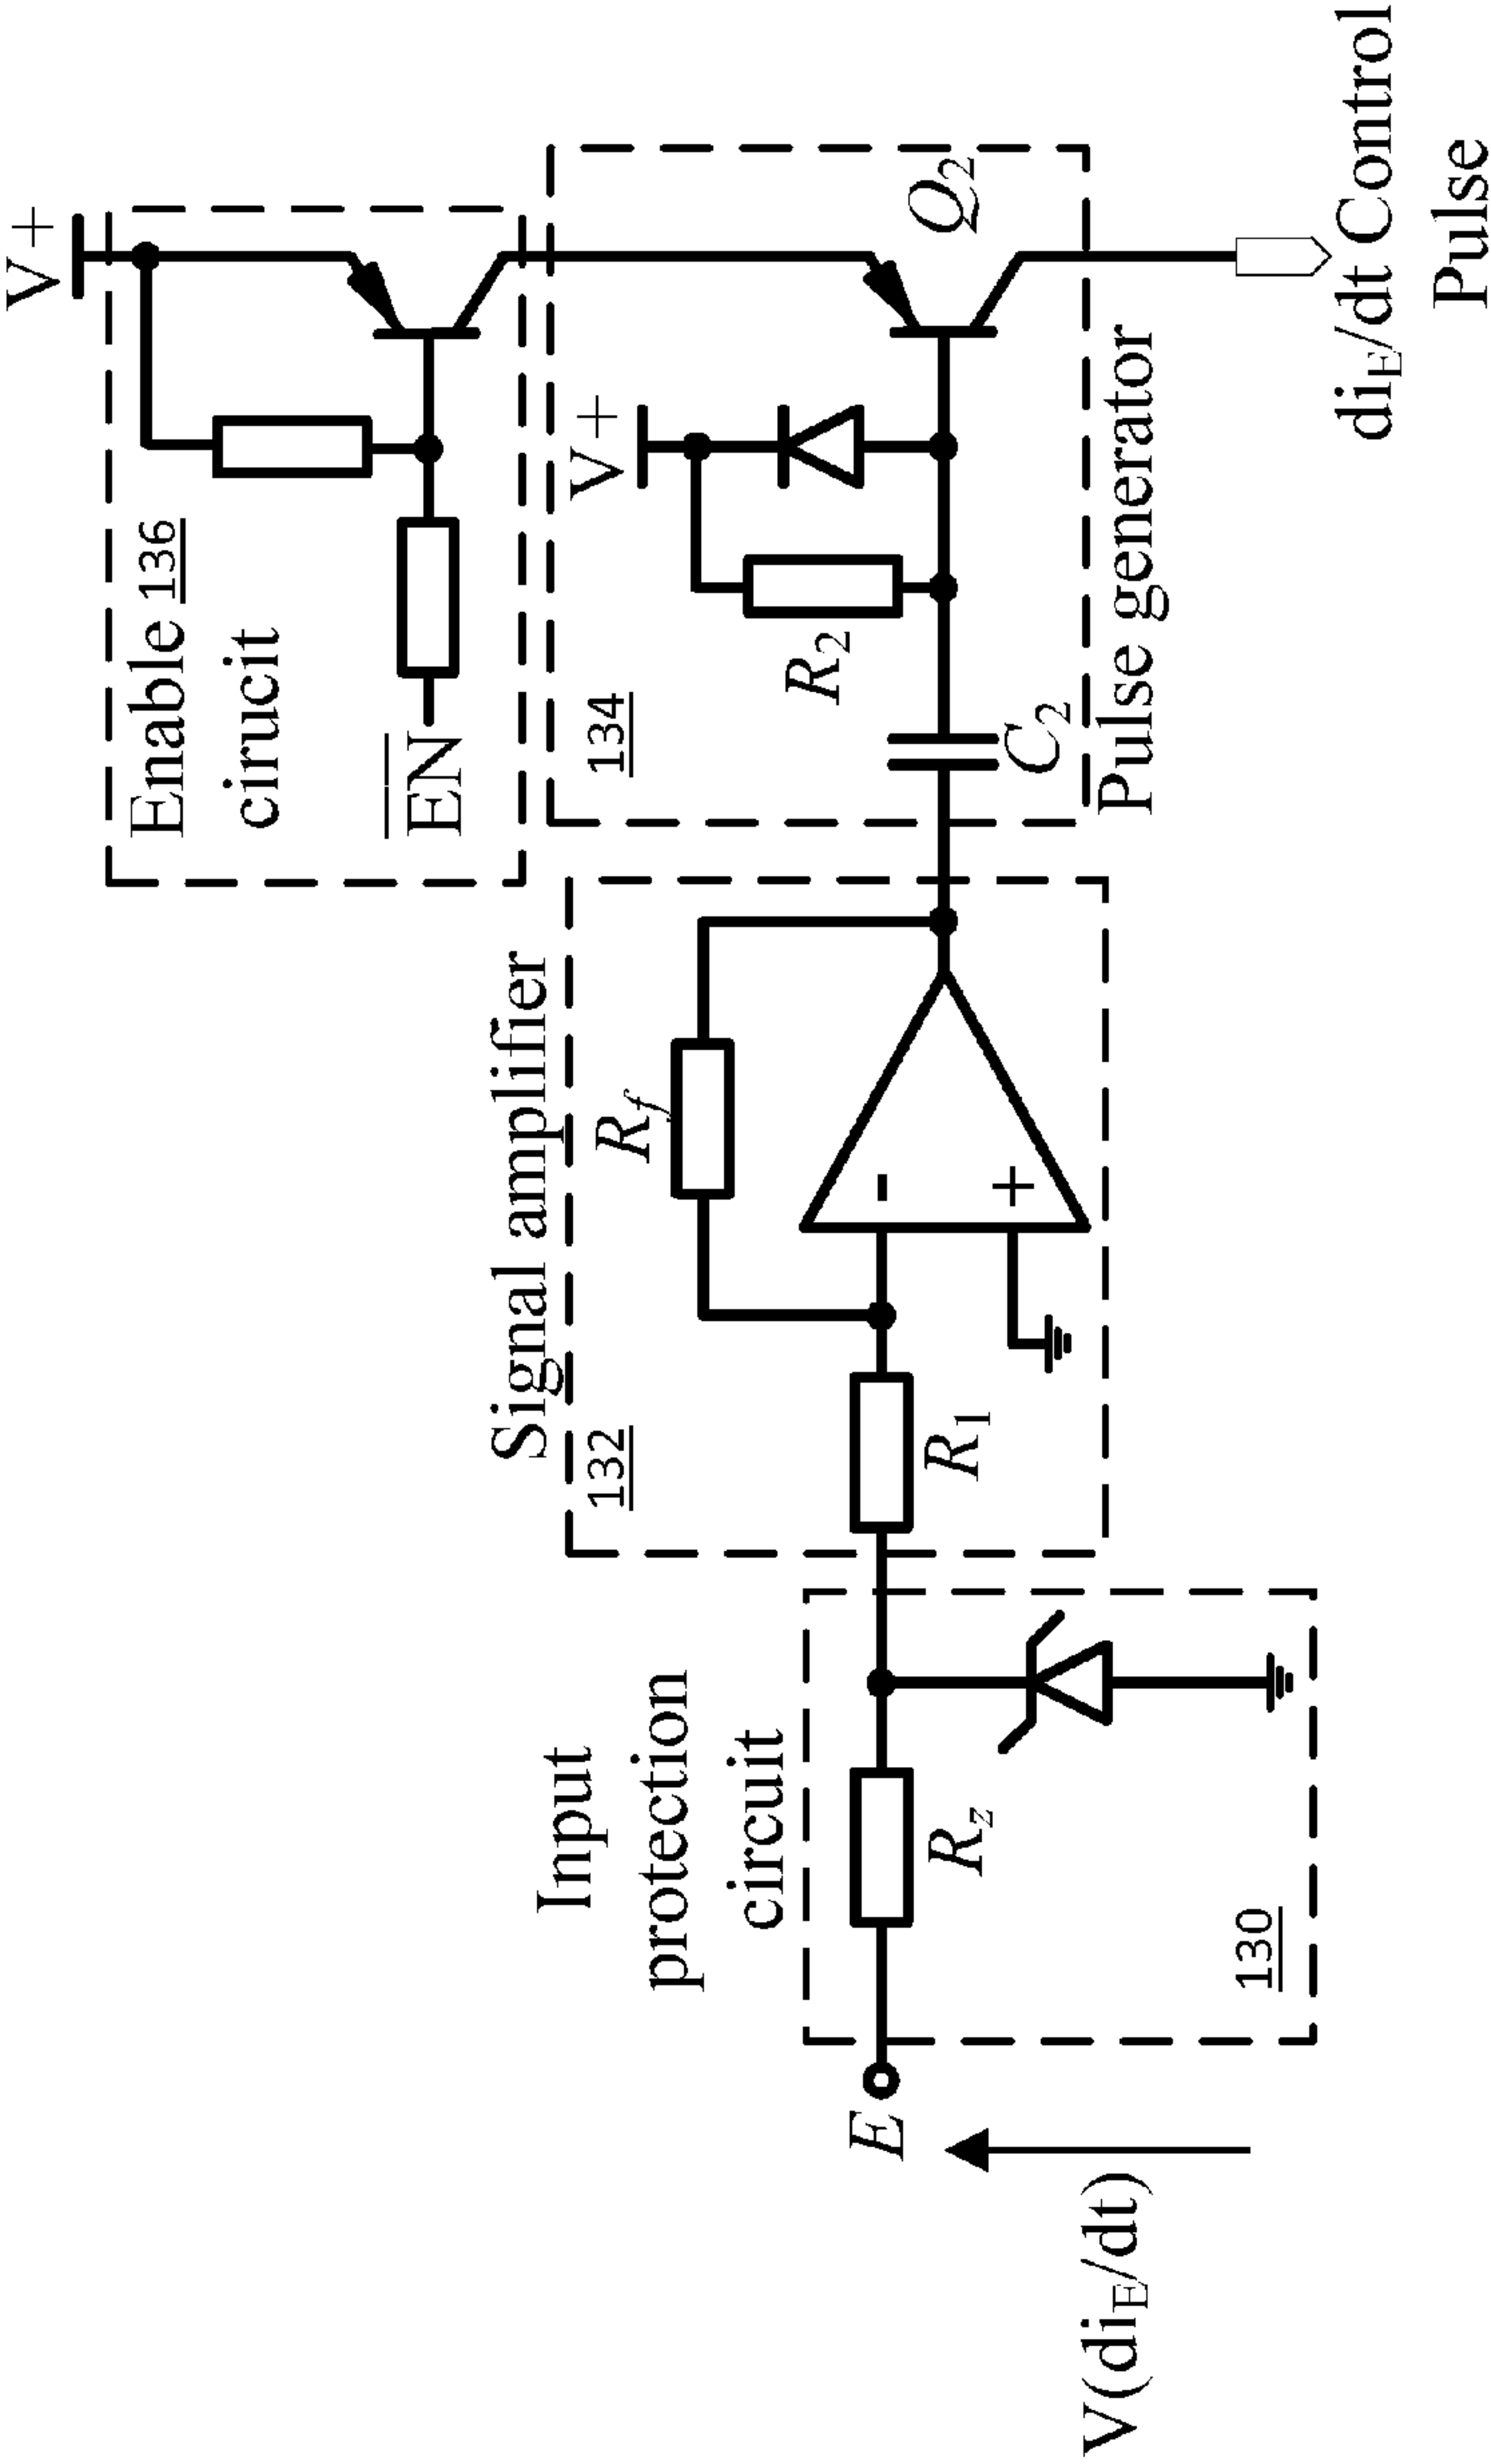 V+
Enable 136
cirucit
E̅N̅
V+
134
R2
C2
Q2
Pulse generator
diE/dt Control
Pulse
Signal amplifier
132
Rf
-
+
R1
Input
protection
circuit
Rz
130
E
V(diE/dt)